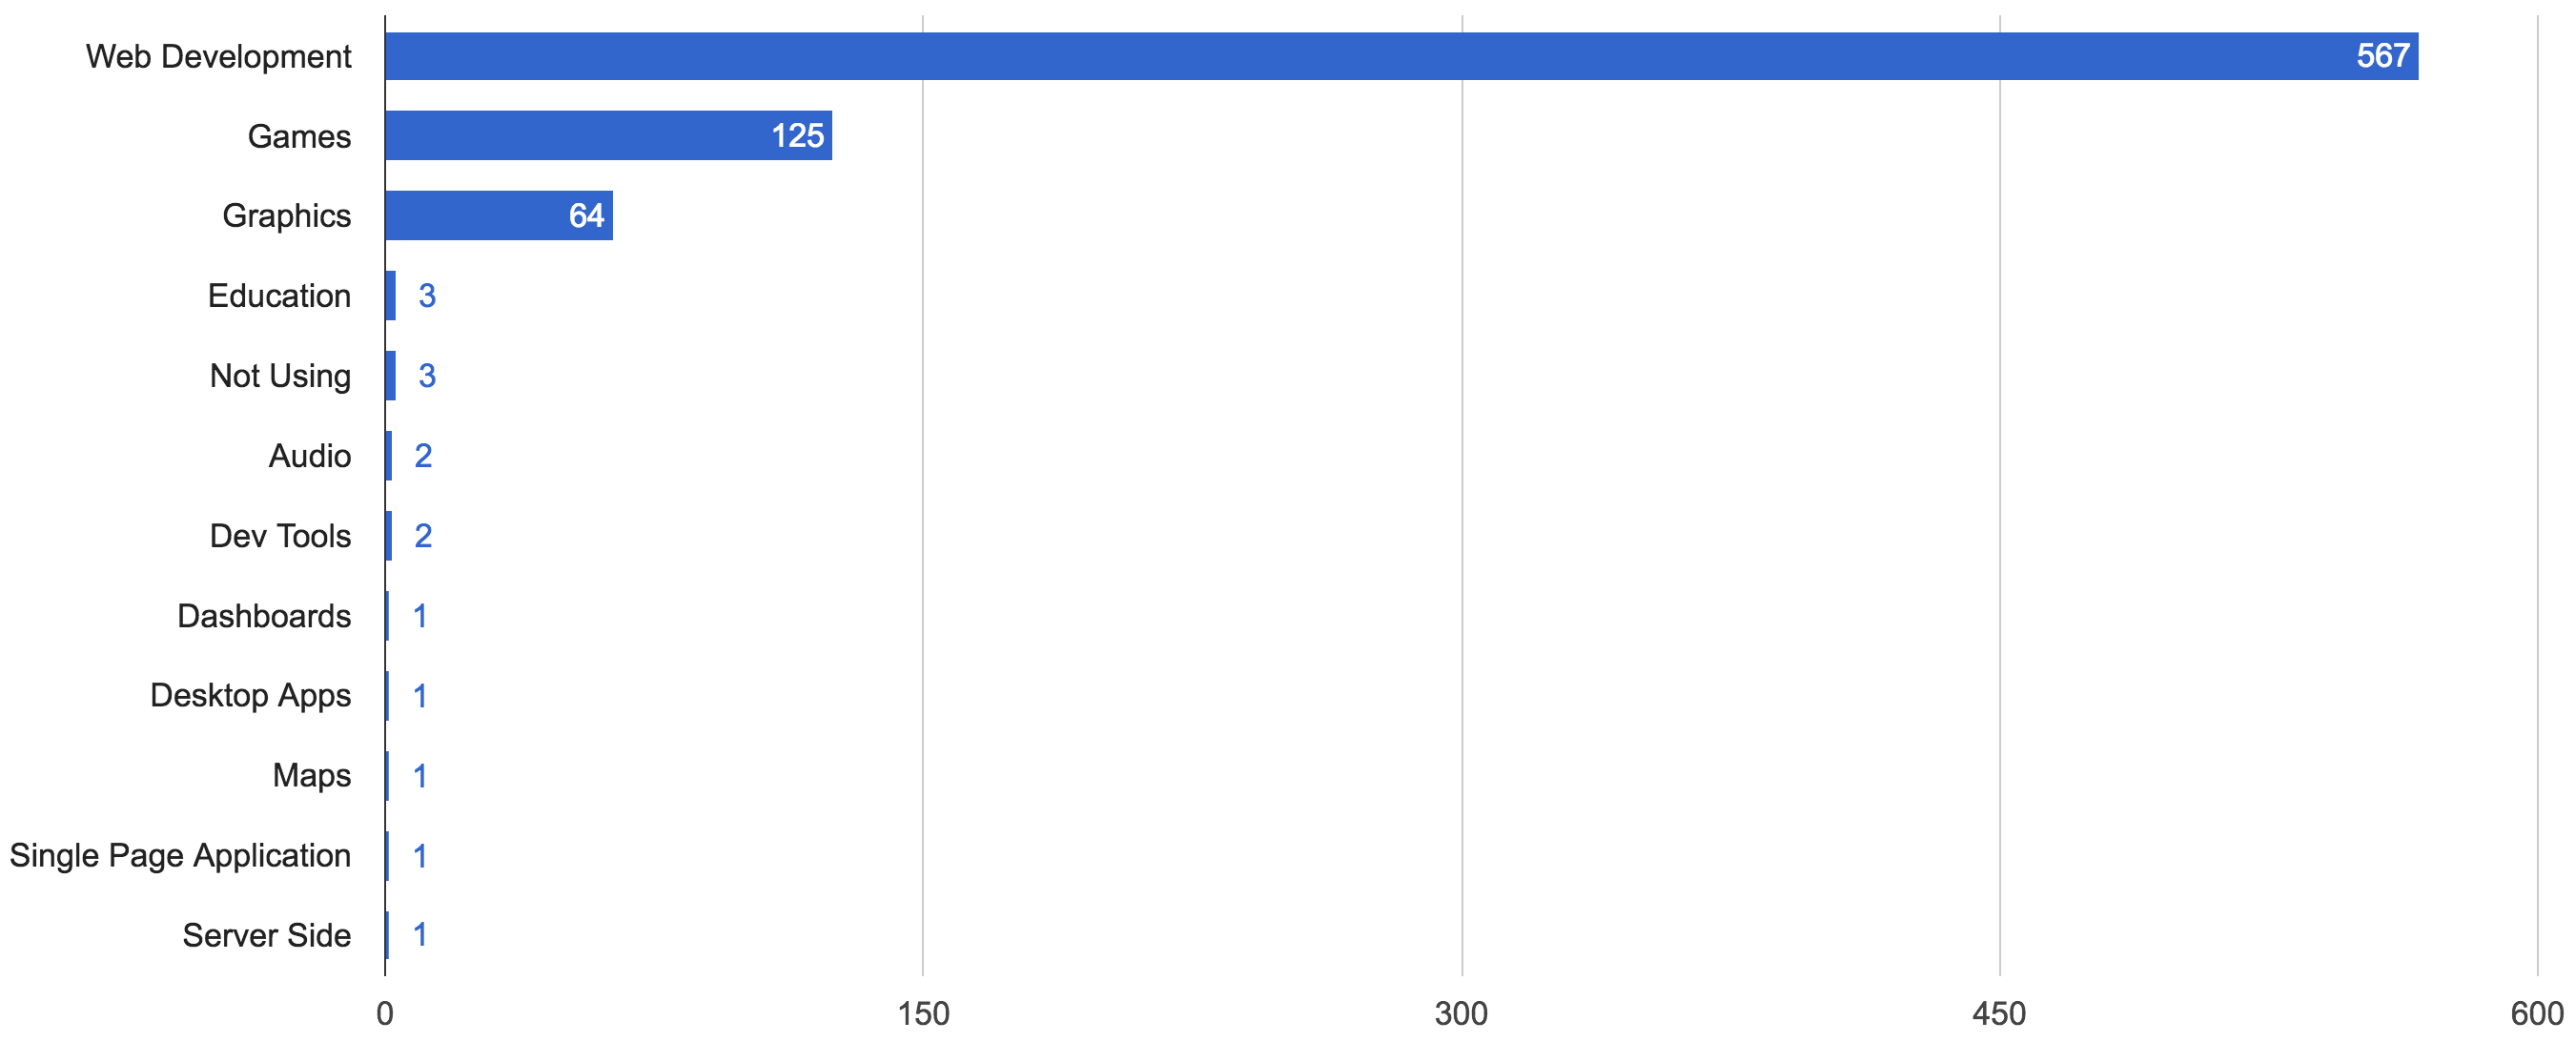 Web Development 567
Games 125
Graphics 64
Education 3
Not Using 3
Audio 2
Dev Tools 2
Dashboards 1
Desktop Apps 1
Maps 1
Single Page Application 1
Server Side 1
0 150 300 450 600